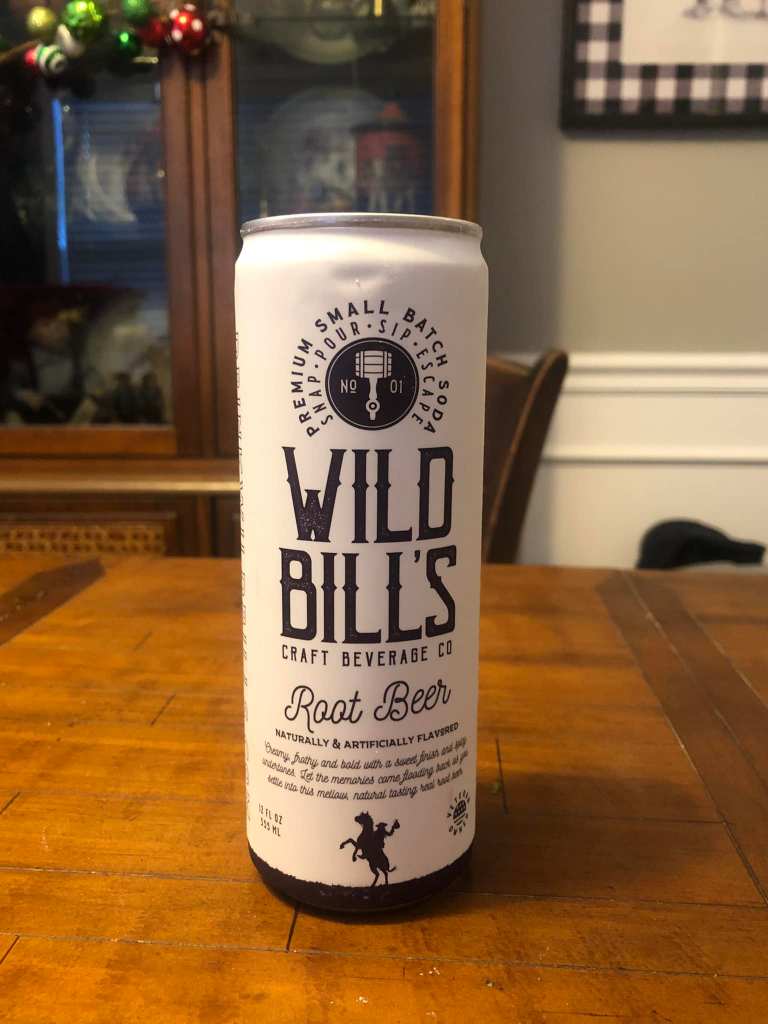 PREMIUM SMALL BATCH SODA
SNAP · POUR · SIP · ESCAPE
Nº 01
WILD
BILL'S
CRAFT BEVERAGE CO
Root Beer
NATURALLY & ARTIFICIALLY FLAVORED
Creamy, frothy and bold with a sweet finish and spicy
undertones. Let the memories come flooding back as you
settle into this mellow, natural tasting real root beer.
12 FL OZ
355 ML
OWNED